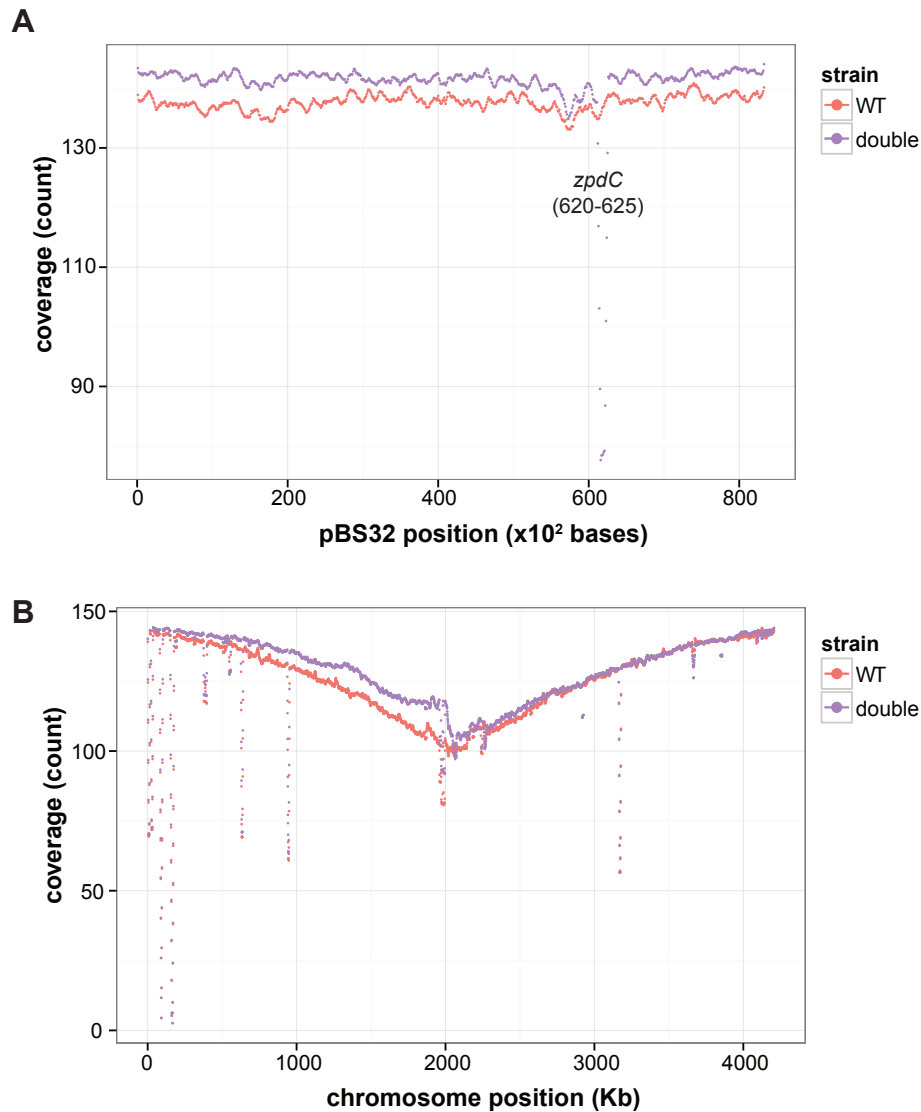 A
coverage (count)
130
110
90
zpdC
(620-625)
0
200
400
600
800
pBS32 position (x10² bases)
strain
WT
double
B
coverage (count)
150
100
50
0
0
1000
2000
3000
4000
chromosome position (Kb)
strain
WT
double